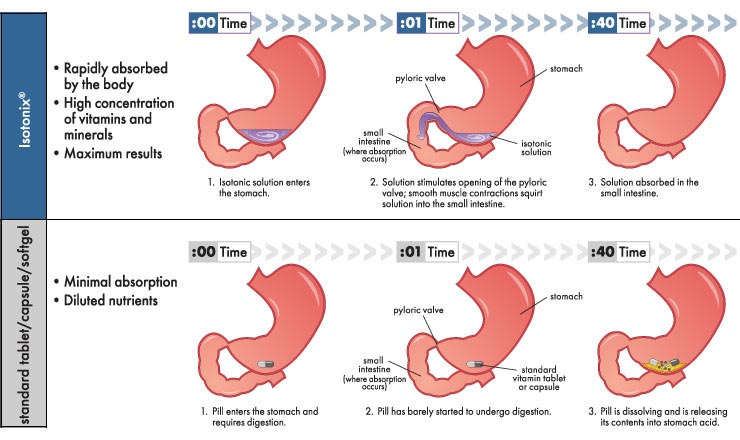 Isotonix®
• Rapidly absorbed
by the body
• High concentration
of vitamins and
minerals
• Maximum results
:00 Time
:01 Time
:40 Time
pyloric valve
stomach
small
intestine
(where absorption
occurs)
isotonic
solution
1. Isotonic solution enters
the stomach.
2. Solution stimulates opening of the pyloric
valve; smooth muscle contractions squirt
solution into the small intestine.
3. Solution absorbed in the
small intestine.
standard tablet/capsule/softgel
• Minimal absorption
• Diluted nutrients
:00 Time
:01 Time
:40 Time
pyloric valve
stomach
small
intestine
(where absorption
occurs)
standard
vitamin tablet
or capsule
1. Pill enters the stomach and
requires digestion.
2. Pill has barely started to undergo digestion.
3. Pill is dissolving and is releasing
its contents into stomach acid.